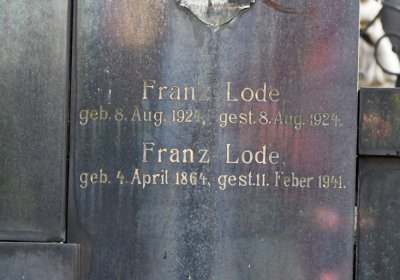 Franz Lode
geb. 8. Aug. 1924, gest. 8. Aug. 1924.
Franz Lode,
geb. 4. April 1864, gest. 11. Feber 1941.